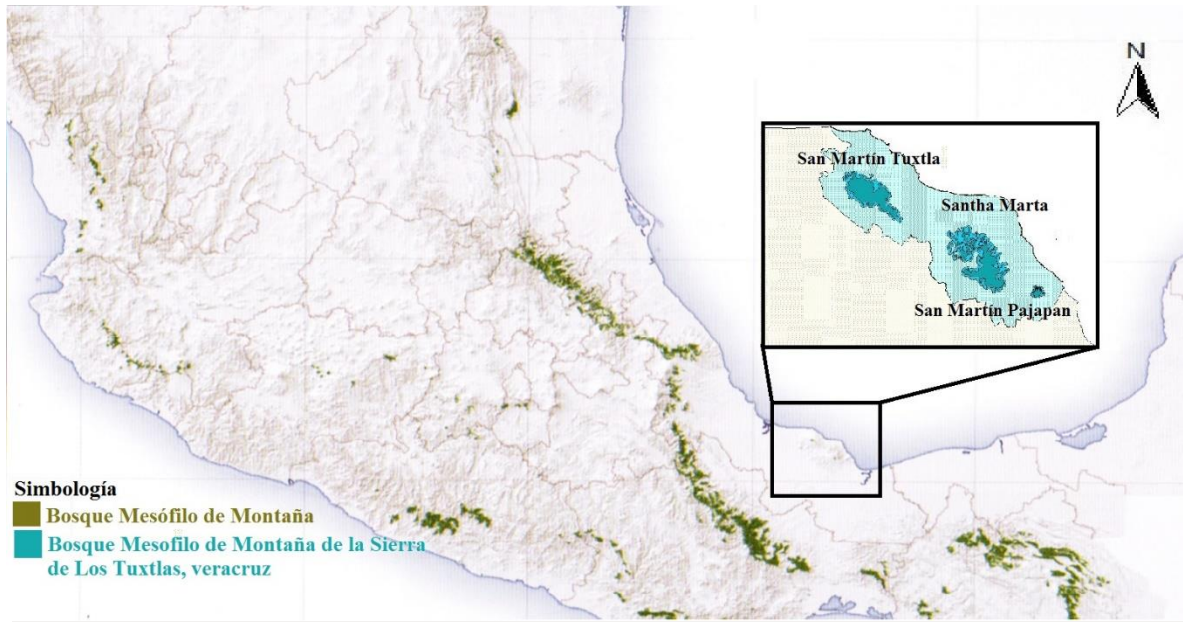 N
San Martín Tuxtla
Santha Marta
San Martín Pajapan
Simbología
Bosque Mesófilo de Montaña
Bosque Mesofilo de Montaña de la Sierra
de Los Tuxtlas, veracruz